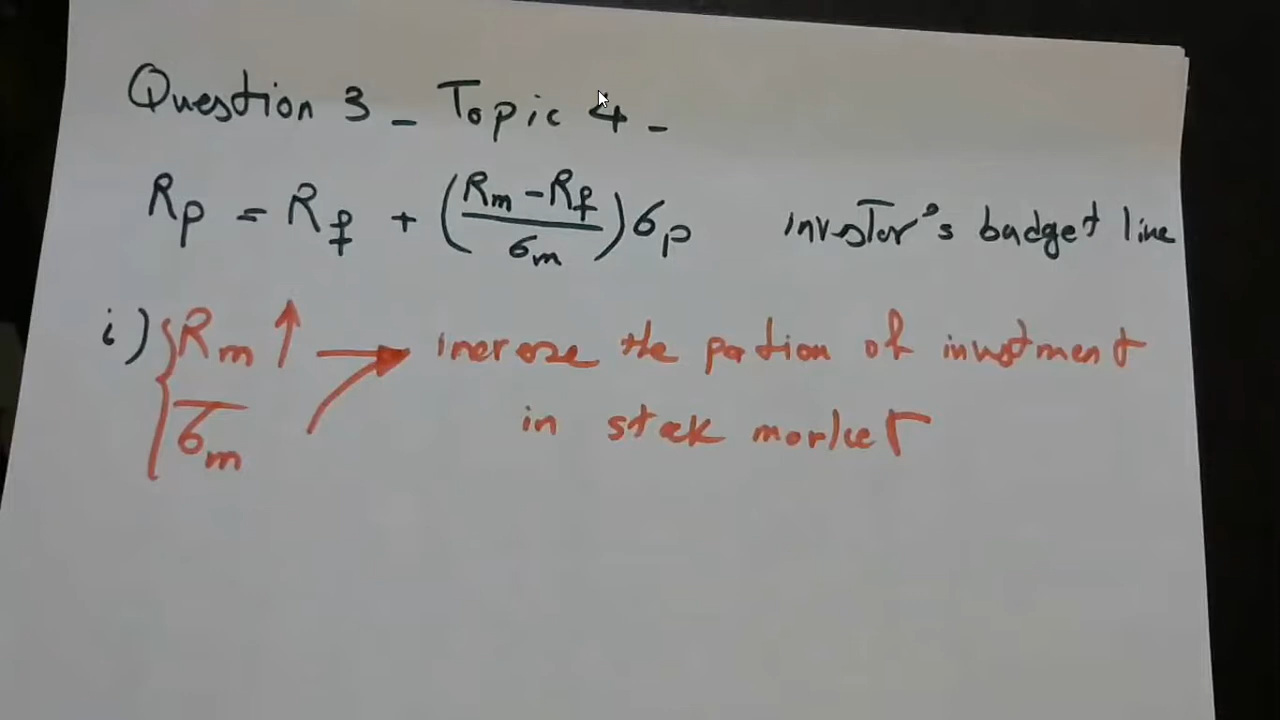 Question 3 - Topic 4 -
Rp = Rf + (Rm - Rf / σm) σp investor's budget line
i) { Rm ↑ → increase the portion of investment
σ̄m in stock market